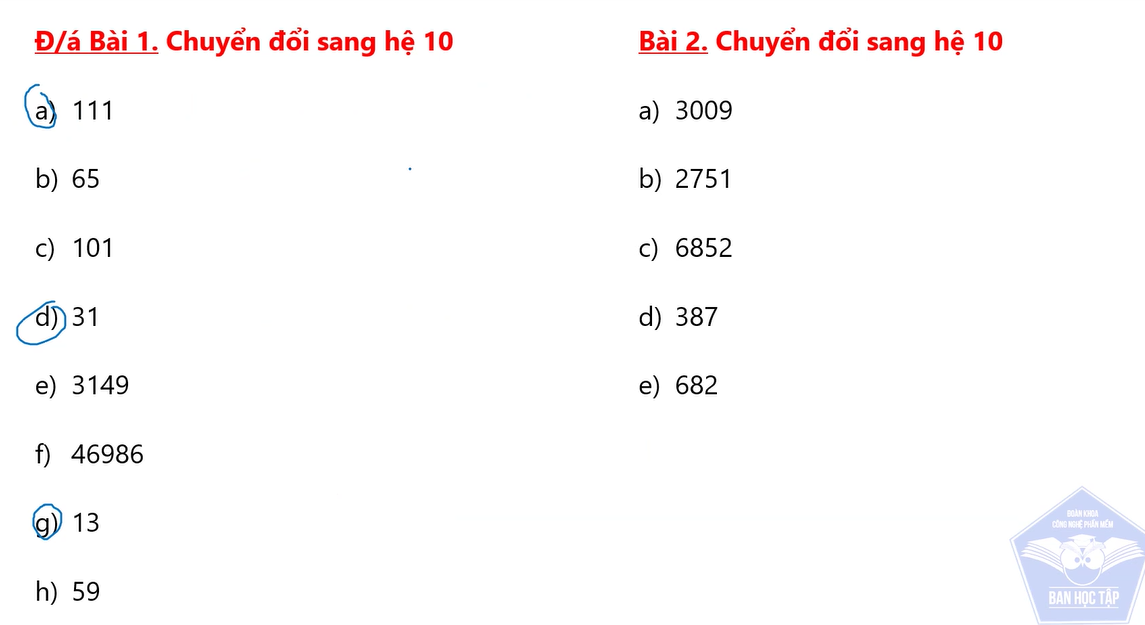 Đ/á Bài 1. Chuyển đổi sang hệ 10
a) 111
b) 65
c) 101
d) 31
e) 3149
f) 46986
g) 13
h) 59
Bài 2. Chuyển đổi sang hệ 10
a) 3009
b) 2751
c) 6852
d) 387
e) 682
ĐOÀN KHOA
CÔNG NGHỆ PHẦN MỀM
BAN HỌC TẬP